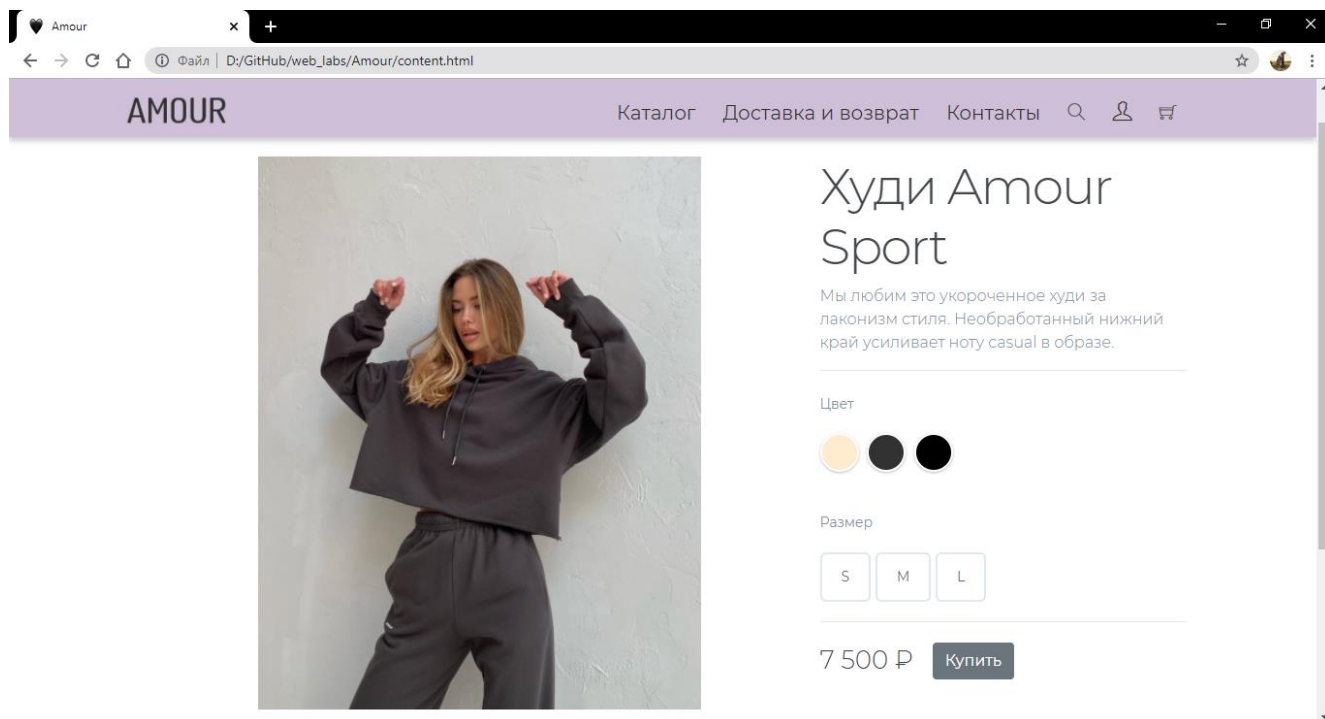 Amour
Файл | D:/GitHub/web_labs/Amour/content.html
AMOUR
Каталог Доставка и возврат Контакты
Худи Amour
Sport
Мы любим это укороченное худи за
лаконизм стиля. Необработанный нижний
край усиливает ноту casual в образе.
Цвет
Размер
S M L
7 500 ₽ Купить